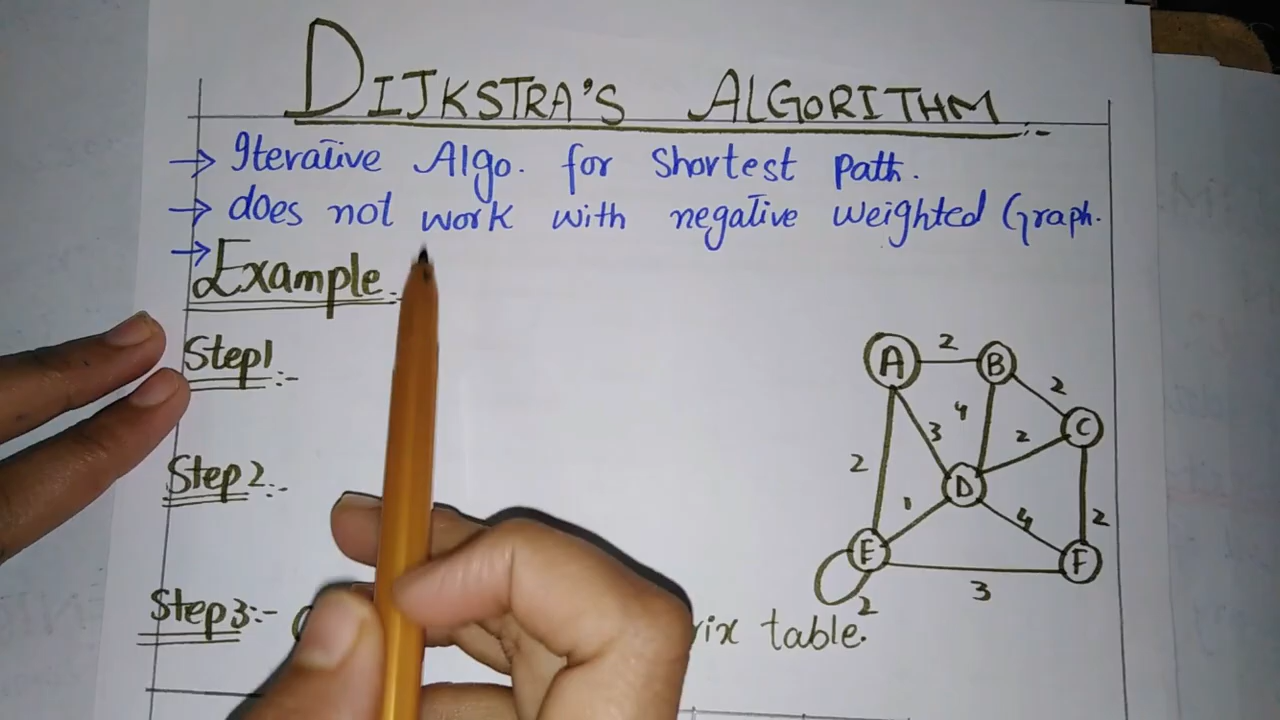 DIJKSTRA'S ALGORITHM :-
→ Iterative Algo. for Shortest Path.
→ does not work with negative weighted Graph.
→
Example :-
Step1 :-
Step2 :-
Step3:- table.
A 2 B
2
4
3
2
C
2
D
1
4
2
E
F
3
2